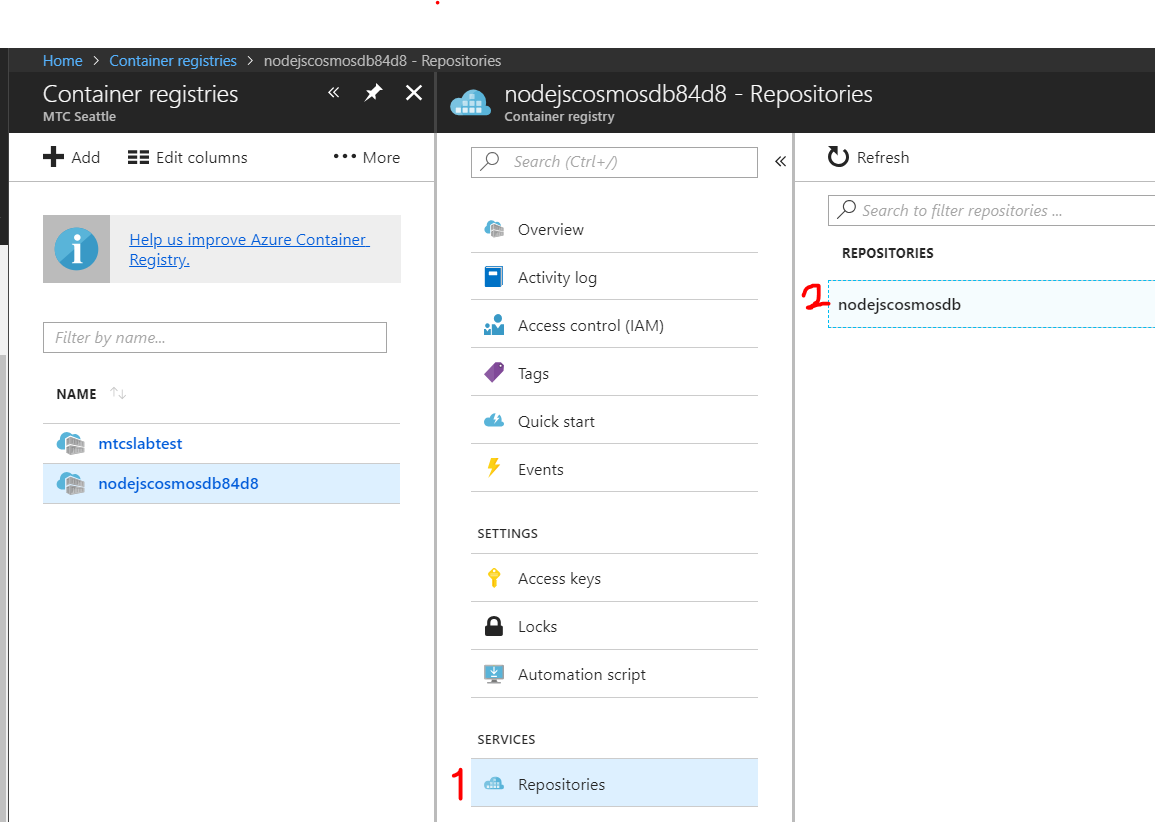 Home > Container registries > nodejscosmosdb84d8 - Repositories
Container registries
MTC Seattle
Add
Edit columns
More
Help us improve Azure Container
Registry.
Filter by name...
NAME
mtcslabtest
nodejscosmosdb84d8
nodejscosmosdb84d8 - Repositories
Container registry
Search (Ctrl+/)
Overview
Activity log
Access control (IAM)
Tags
Quick start
Events
SETTINGS
Access keys
Locks
Automation script
SERVICES
1 Repositories
Refresh
Search to filter repositories ...
REPOSITORIES
2 nodejscosmosdb